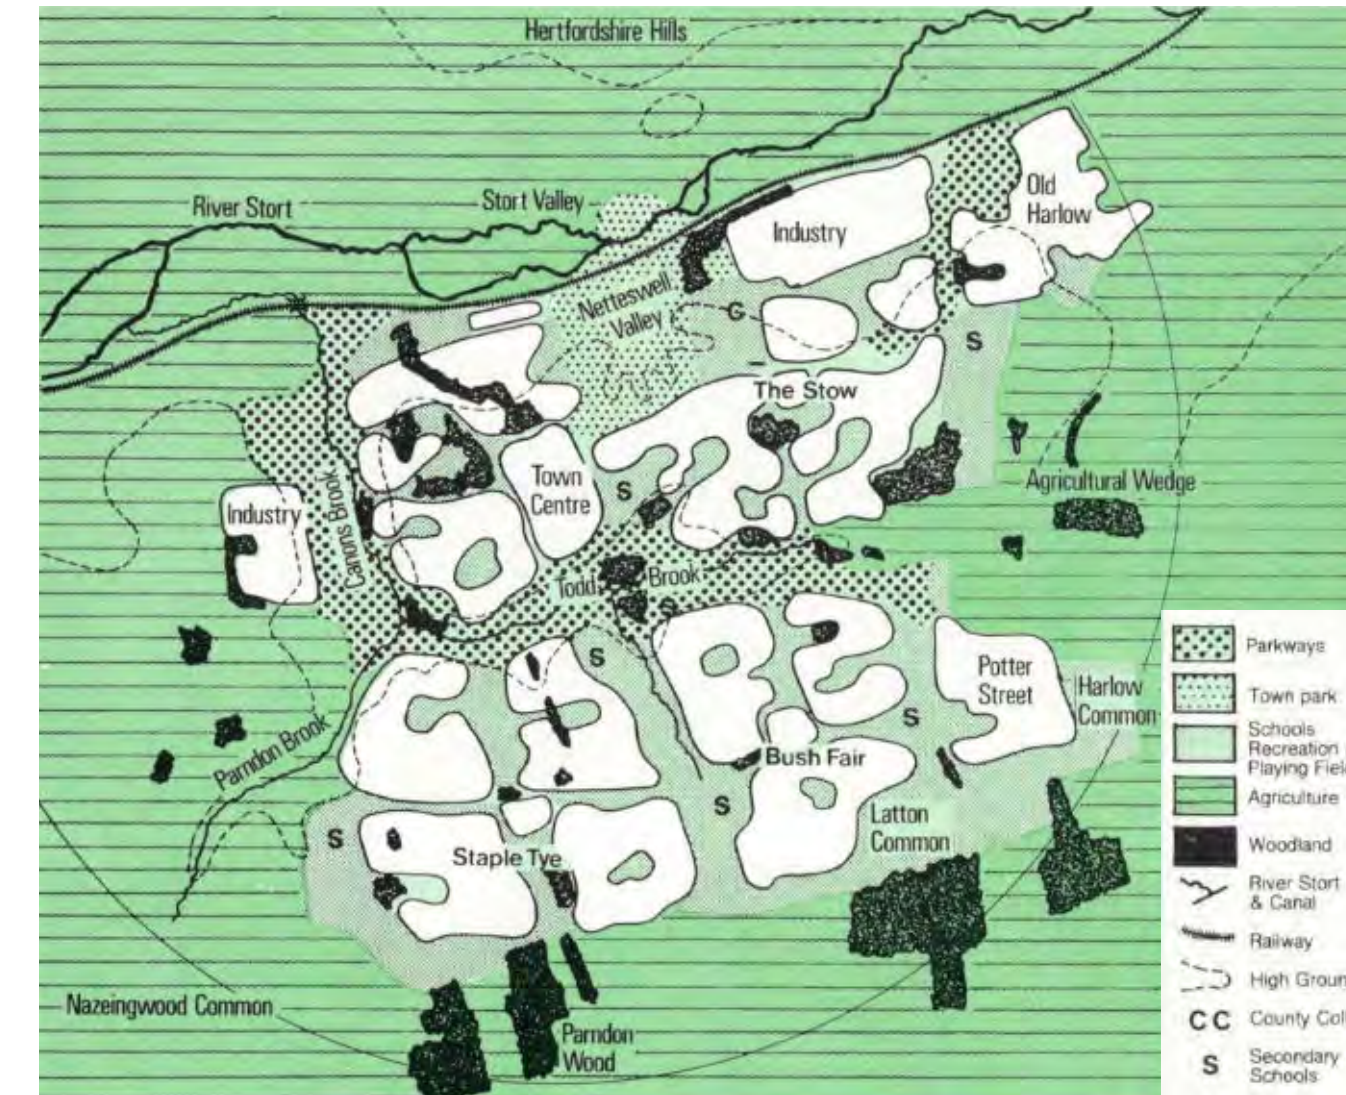 Hertfordshire Hills
River Stort
Stort Valley
Old
Harlow
Industry
Netteswell
Valley
C
S
The Stow
Town
Centre
S
Agricultural Wedge
Industry
Canons Brook
Todd
Brook
S
S
Potter
Street
Harlow
Common
S
Parndon Brook
Bush Fair
S
Latton
Common
S
Staple Tye
Nazeingwood Common
Parndon
Wood
Parkways
Town park
Schools
Recreation
Playing Fiel
Agriculture
Woodland
River Stort
& Canal
Railway
High Groun
CC County Coll
S Secondary
Schools